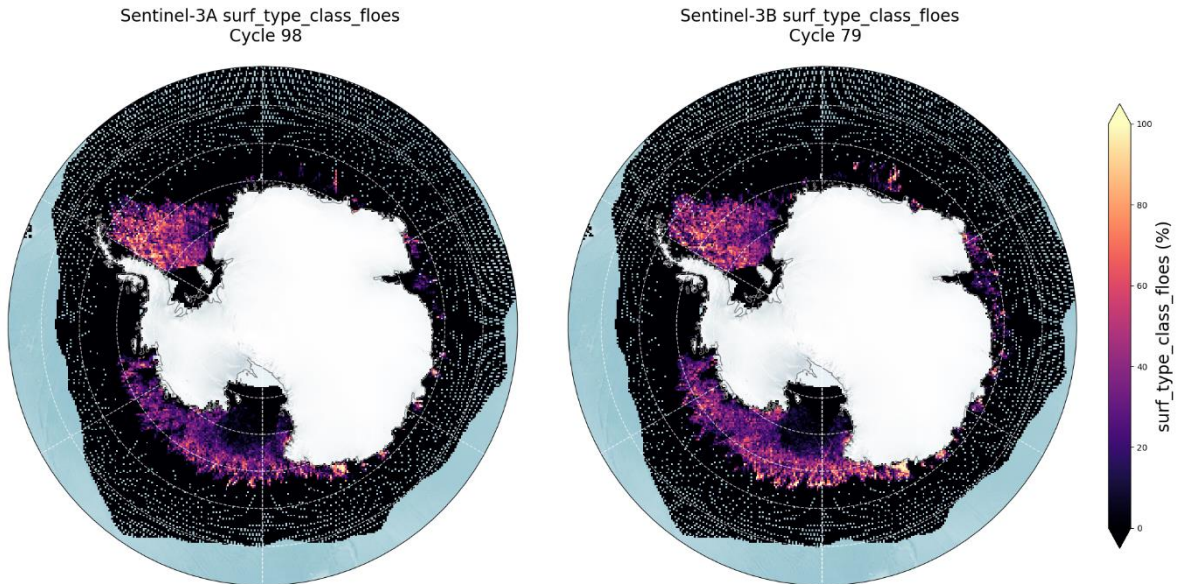 Sentinel-3A surf_type_class_floes
Cycle 98
Sentinel-3B surf_type_class_floes
Cycle 79
100
80
60
40
20
0
surf_type_class_floes (%)